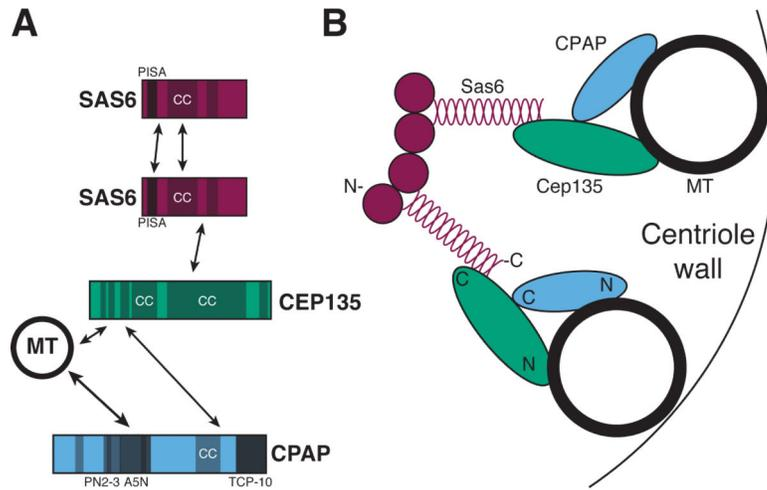 A
PISA
SAS6 CC
SAS6 CC
PISA
CC CC CEP135
MT
CC CPAP
PN2-3 A5N TCP-10
B
CPAP
Sas6
N-
Cep135 MT
Centriole
wall
-C
C
C N
N